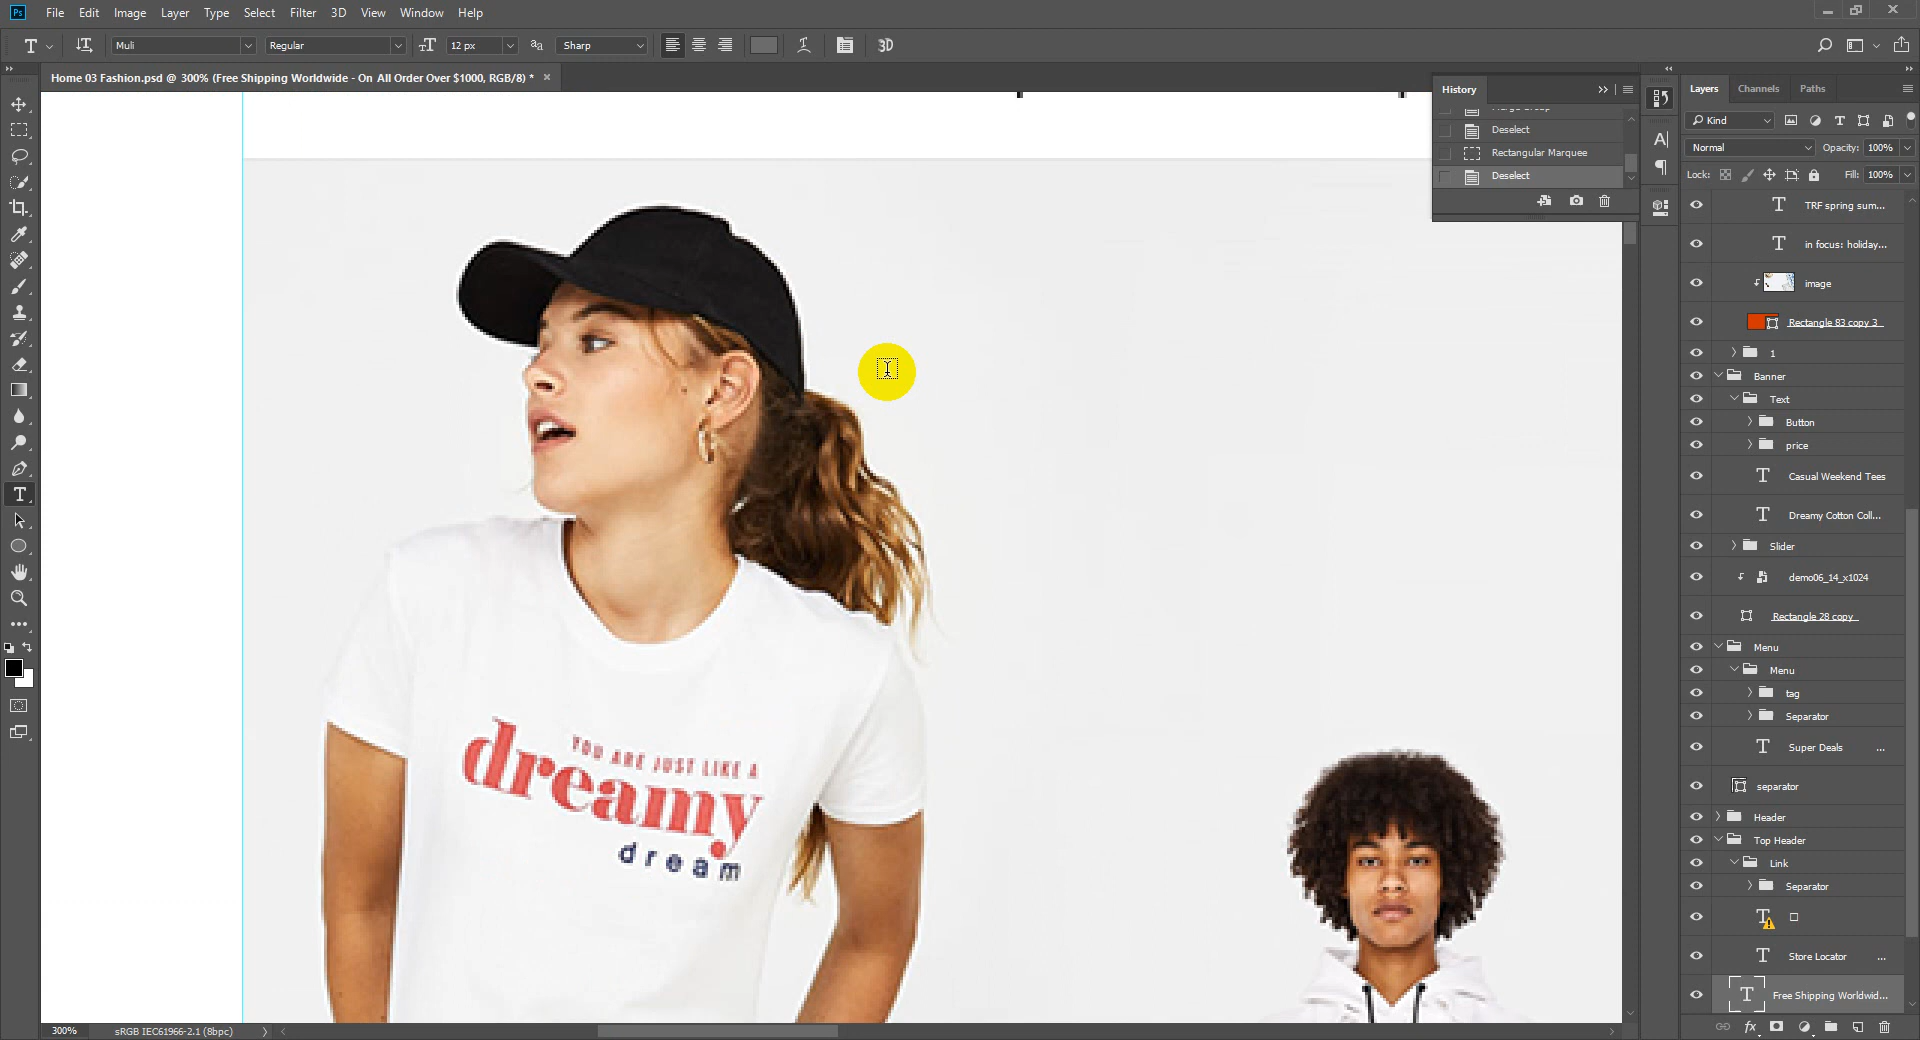 Ps File Edit Image Layer Type Select Filter 3D View Window Help
T Muli Regular 12 px Sharp 3D
Home 03 Fashion.psd @ 300% (Free Shipping Worldwide - On All Order Over $1000, RGB/8) *
History
Deselect
Rectangular Marquee
Deselect
Layers Channels Paths
Kind
Normal Opacity: 100%
Lock: Fill: 100%
TRF spring sum...
in focus: holiday...
image
Rectangle 83 copy 3
1
Banner
Text
Button
price
Casual Weekend Tees
Dreamy Cotton Coll...
Slider
demo06_14_x1024
Rectangle 28 copy
Menu
Menu
tag
Separator
Super Deals ...
separator
Header
Top Header
Link
Separator
Store Locator ...
Free Shipping Worldwid...
YOU ARE JUST LIKE A
dreamy
dream
300% sRGB IEC61966-2.1 (8bpc)